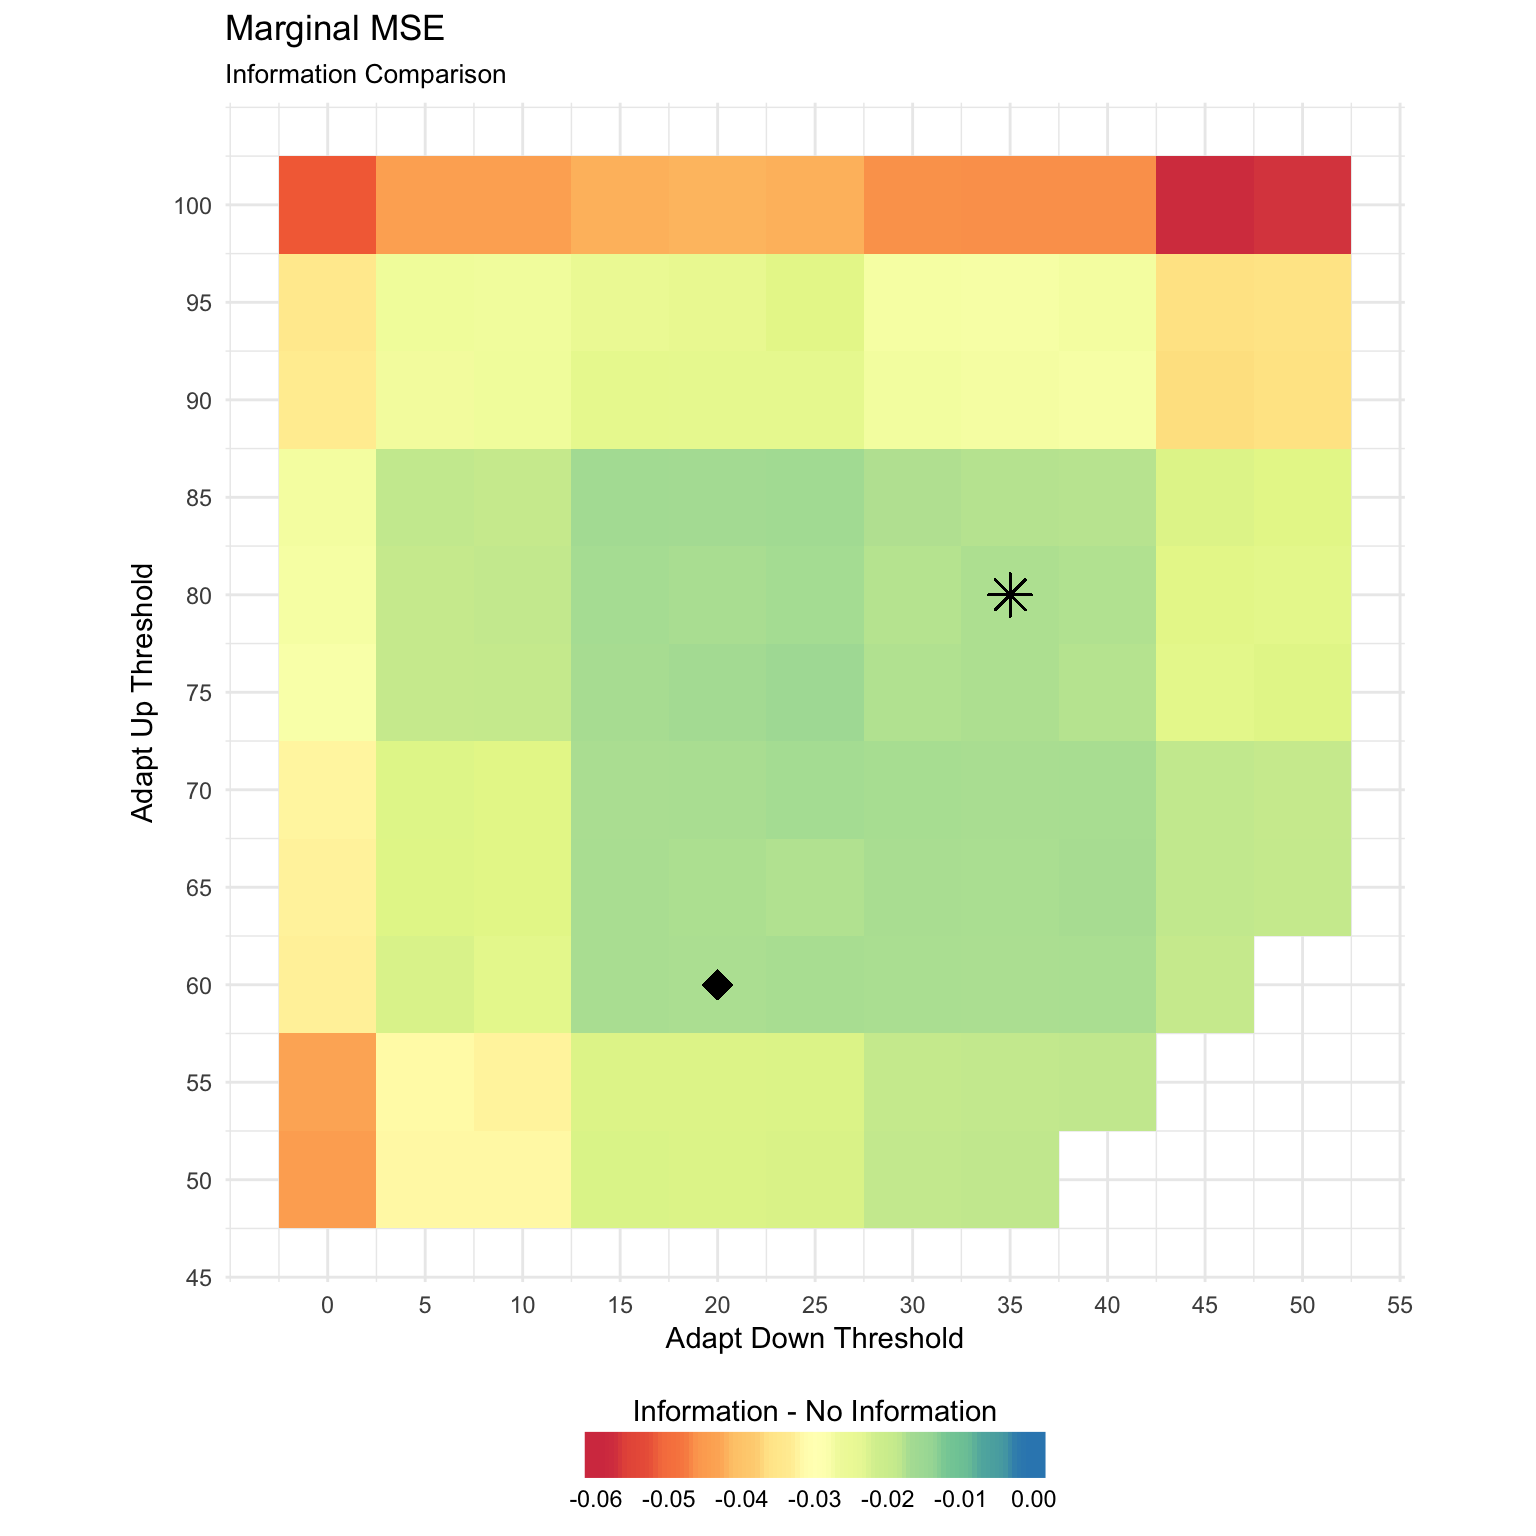 Marginal MSE
Information Comparison
Adapt Up Threshold
100
95
90
85
80
75
70
65
60
55
50
45
0 5 10 15 20 25 30 35 40 45 50 55
Adapt Down Threshold
Information - No Information
-0.06 -0.05 -0.04 -0.03 -0.02 -0.01 0.00